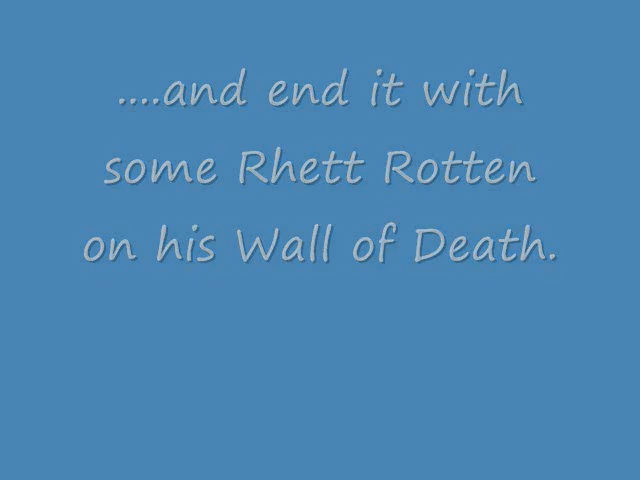 ....and end it with
some Rhett Rotten
on his Wall of Death.